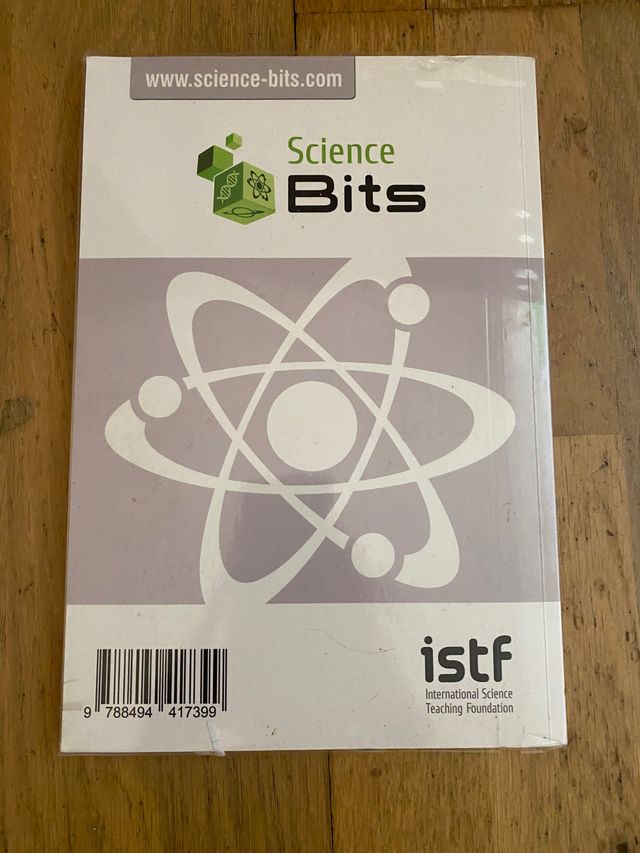 www.science-bits.com
Science
Bits
istf
International Science
Teaching Foundation
9 788494 417399